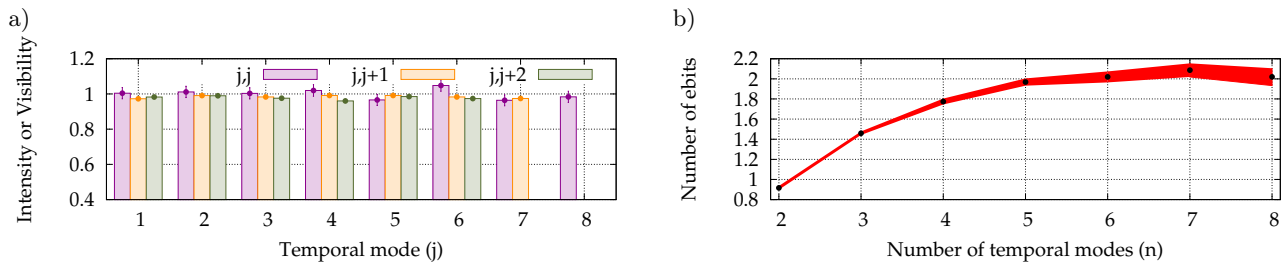 a)
Intensity or Visibility
1.2
1
0.8
0.6
0.4
j,j
j,j+1
j,j+2
1 2 3 4 5 6 7 8
Temporal mode (j)
b)
Number of ebits
2.2
2
1.8
1.6
1.4
1.2
1
0.8
2 3 4 5 6 7 8
Number of temporal modes (n)